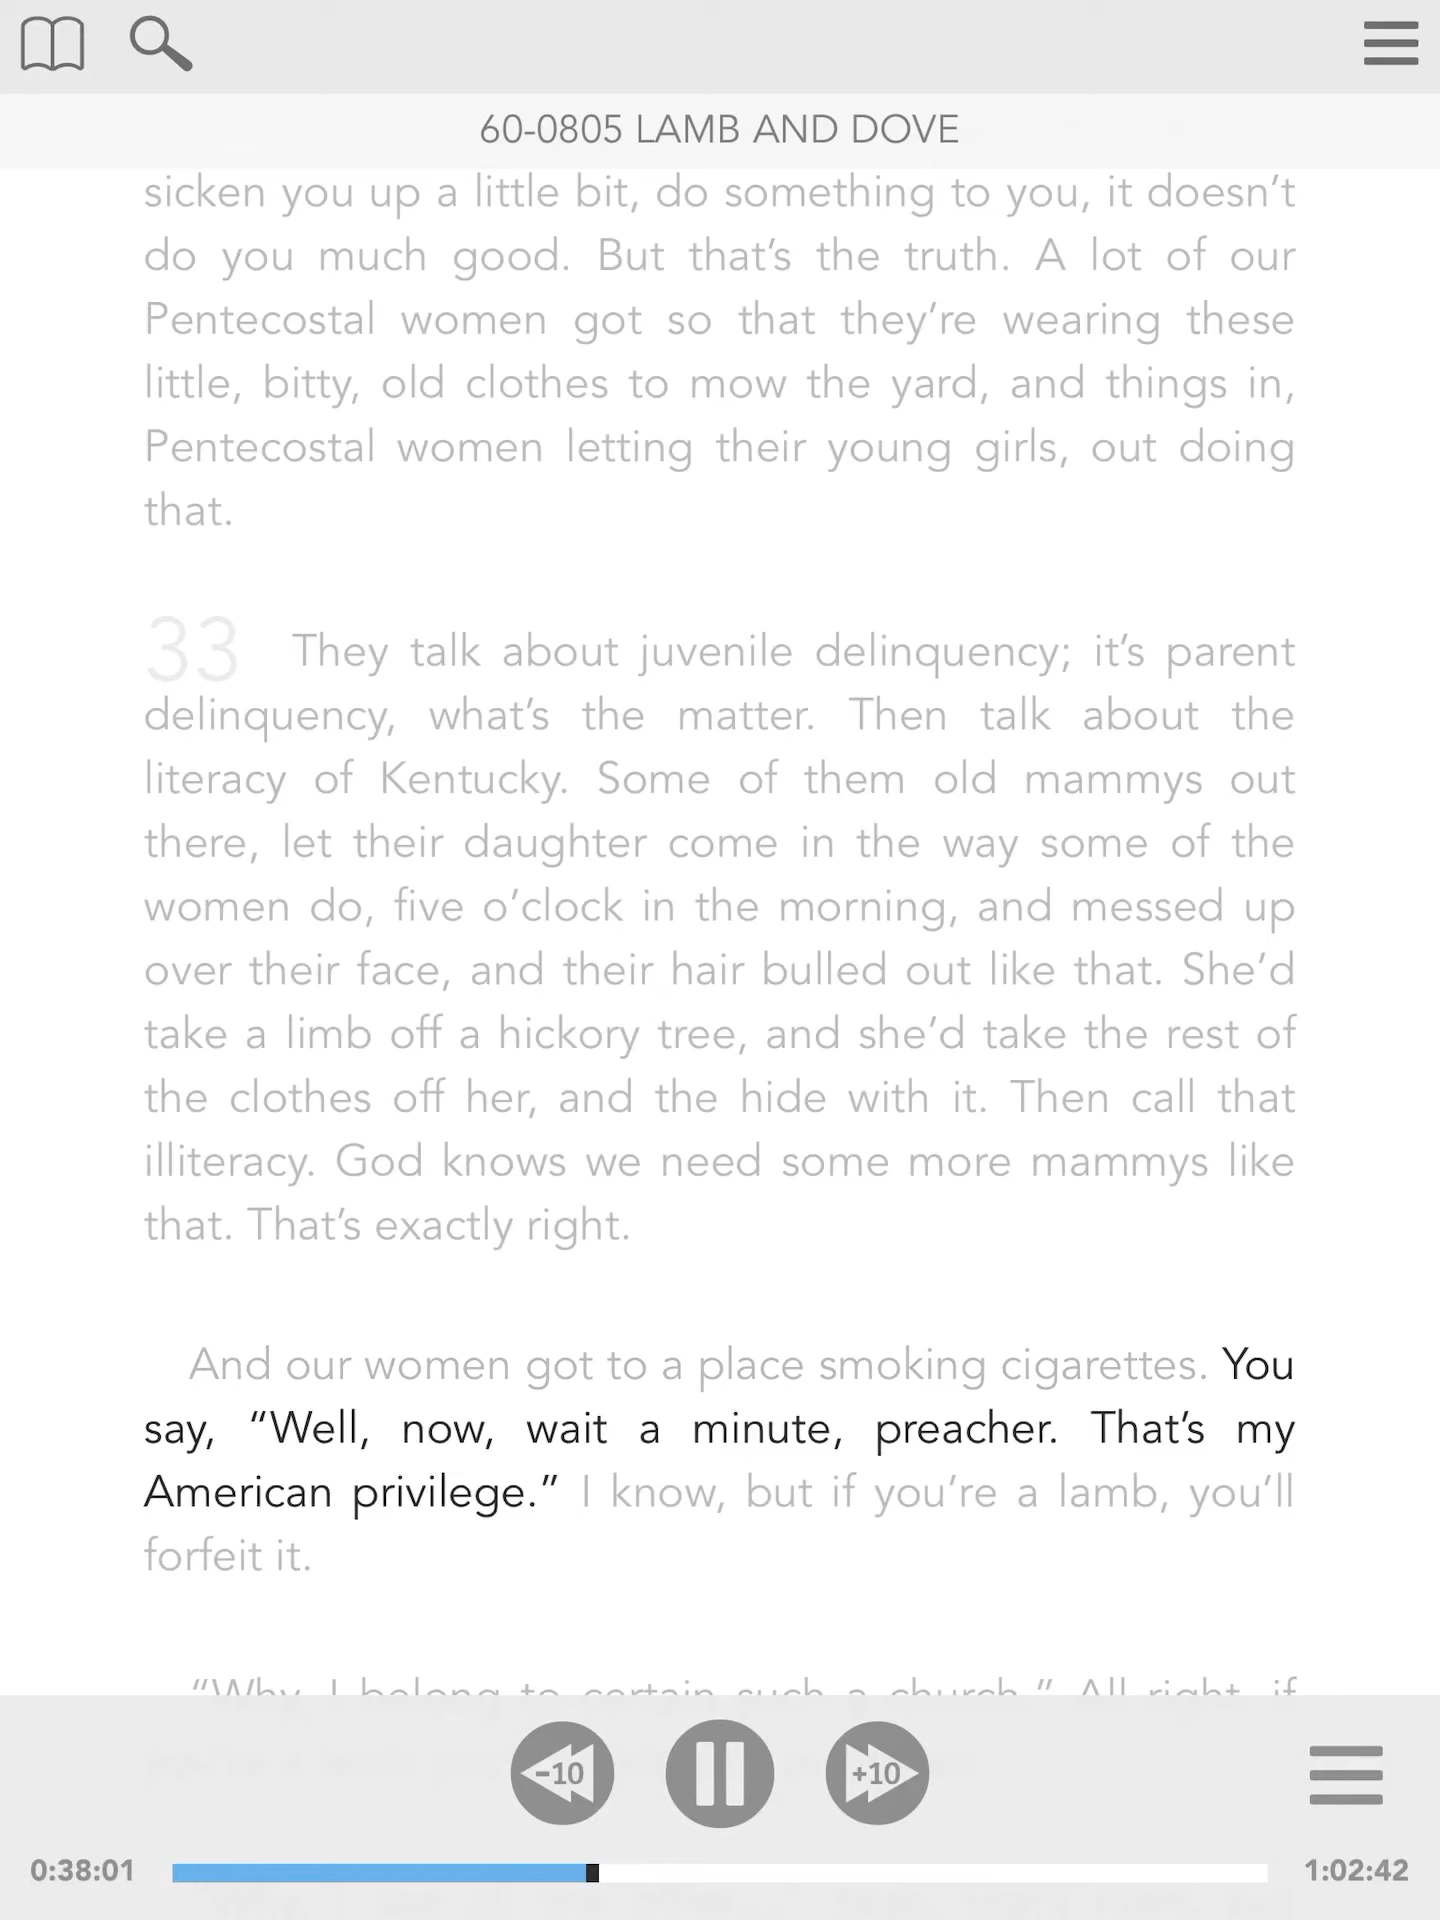 60-0805 LAMB AND DOVE
sicken you up a little bit, do something to you, it doesn’t
do you much good. But that’s the truth. A lot of our
Pentecostal women got so that they’re wearing these
little, bitty, old clothes to mow the yard, and things in,
Pentecostal women letting their young girls, out doing
that.
33 They talk about juvenile delinquency; it’s parent
delinquency, what’s the matter. Then talk about the
literacy of Kentucky. Some of them old mammys out
there, let their daughter come in the way some of the
women do, five o’clock in the morning, and messed up
over their face, and their hair bulled out like that. She’d
take a limb off a hickory tree, and she’d take the rest of
the clothes off her, and the hide with it. Then call that
illiteracy. God knows we need some more mammys like
that. That’s exactly right.
And our women got to a place smoking cigarettes. You
say, “Well, now, wait a minute, preacher. That’s my
American privilege.” I know, but if you’re a lamb, you’ll
forfeit it.
“Why, I belong to certain such a church.” All right, if
-10 +10
0:38:01 1:02:42